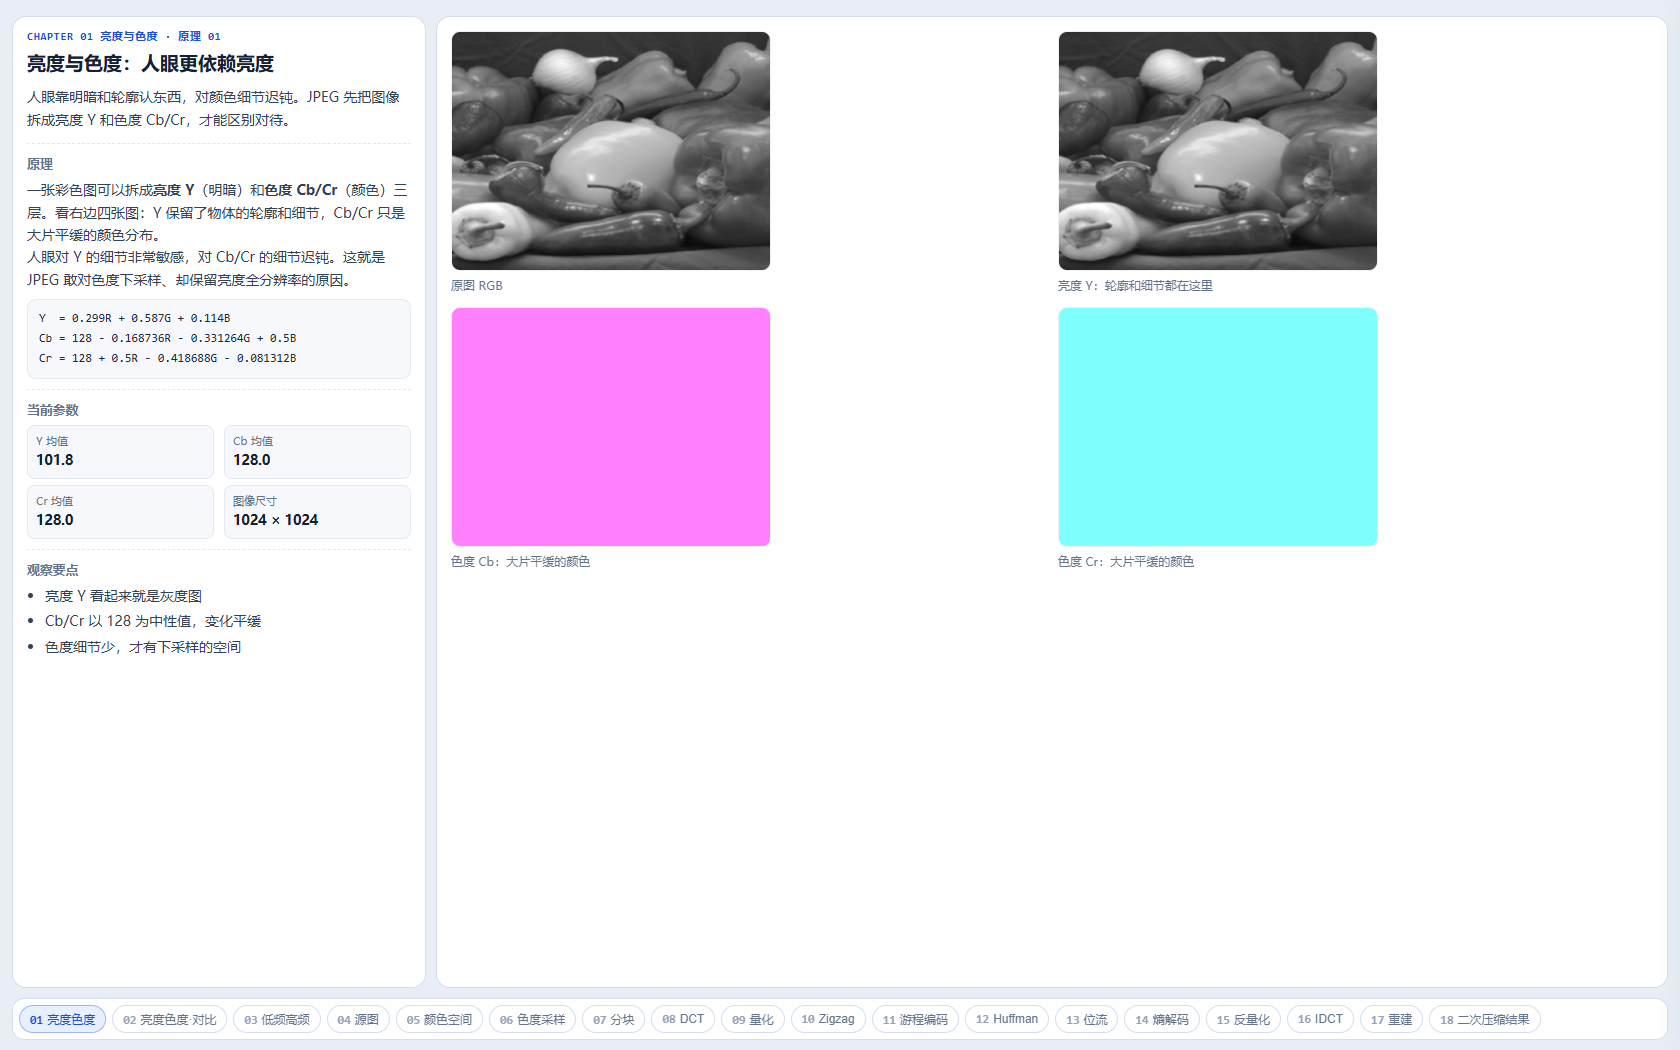 CHAPTER 01 亮度与色度 · 原理 01
亮度与色度：人眼更依赖亮度
人眼靠明暗和轮廓认东西，对颜色细节迟钝。JPEG 先把图像
拆成亮度 Y 和色度 Cb/Cr，才能区别对待。
原理
一张彩色图可以拆成亮度 Y（明暗）和色度 Cb/Cr（颜色）三
层。看右边四张图：Y 保留了物体的轮廓和细节，Cb/Cr 只是
大片平缓的颜色分布。
人眼对 Y 的细节非常敏感，对 Cb/Cr 的细节迟钝。这就是
JPEG 敢对色度下采样、却保留亮度全分辨率的原因。
Y = 0.299R + 0.587G + 0.114B
Cb = 128 - 0.168736R - 0.331264G + 0.5B
Cr = 128 + 0.5R - 0.418688G - 0.081312B
当前参数
Y 均值
101.8
Cb 均值
128.0
Cr 均值
128.0
图像尺寸
1024 × 1024
观察要点
亮度 Y 看起来就是灰度图
Cb/Cr 以 128 为中性值，变化平缓
色度细节少，才有下采样的空间
原图 RGB
亮度 Y：轮廓和细节都在这里
色度 Cb：大片平缓的颜色
色度 Cr：大片平缓的颜色
01 亮度色度
02 亮度色度·对比
03 低频高频
04 源图
05 颜色空间
06 色度采样
07 分块
08 DCT
09 量化
10 Zigzag
11 游程编码
12 Huffman
13 位流
14 熵解码
15 反量化
16 IDCT
17 重建
18 二次压缩结果